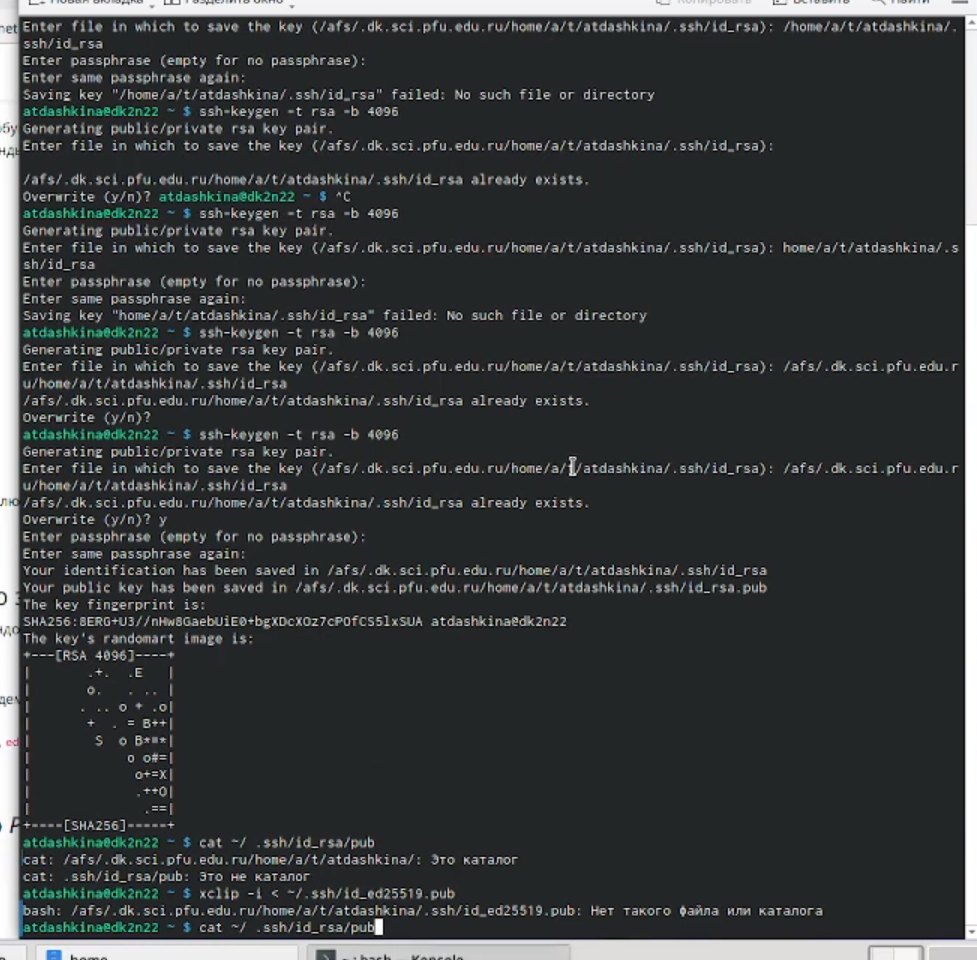 Новая вкладка Разделить окно Копировать Вставить Найти
Enter file in which to save the key (/afs/.dk.sci.pfu.edu.ru/home/a/t/atdashkina/.ssh/id_rsa): /home/a/t/atdashkina/.
ssh/id_rsa
Enter passphrase (empty for no passphrase):
Enter same passphrase again:
Saving key "/home/a/t/atdashkina/.ssh/id_rsa" failed: No such file or directory
atdashkina@dk2n22 ~ $ ssh-keygen -t rsa -b 4096
Generating public/private rsa key pair.
Enter file in which to save the key (/afs/.dk.sci.pfu.edu.ru/home/a/t/atdashkina/.ssh/id_rsa):
/afs/.dk.sci.pfu.edu.ru/home/a/t/atdashkina/.ssh/id_rsa already exists.
Overwrite (y/n)? atdashkina@dk2n22 ~ $ ^C
atdashkina@dk2n22 ~ $ ssh-keygen -t rsa -b 4096
Generating public/private rsa key pair.
Enter file in which to save the key (/afs/.dk.sci.pfu.edu.ru/home/a/t/atdashkina/.ssh/id_rsa): home/a/t/atdashkina/.s
sh/id_rsa
Enter passphrase (empty for no passphrase):
Enter same passphrase again:
Saving key "home/a/t/atdashkina/.ssh/id_rsa" failed: No such file or directory
atdashkina@dk2n22 ~ $ ssh-keygen -t rsa -b 4096
Generating public/private rsa key pair.
Enter file in which to save the key (/afs/.dk.sci.pfu.edu.ru/home/a/t/atdashkina/.ssh/id_rsa): /afs/.dk.sci.pfu.edu.r
u/home/a/t/atdashkina/.ssh/id_rsa
/afs/.dk.sci.pfu.edu.ru/home/a/t/atdashkina/.ssh/id_rsa already exists.
Overwrite (y/n)?
atdashkina@dk2n22 ~ $ ssh-keygen -t rsa -b 4096
Generating public/private rsa key pair.
Enter file in which to save the key (/afs/.dk.sci.pfu.edu.ru/home/a/t/atdashkina/.ssh/id_rsa): /afs/.dk.sci.pfu.edu.r
u/home/a/t/atdashkina/.ssh/id_rsa
/afs/.dk.sci.pfu.edu.ru/home/a/t/atdashkina/.ssh/id_rsa already exists.
Overwrite (y/n)? y
Enter passphrase (empty for no passphrase):
Enter same passphrase again:
Your identification has been saved in /afs/.dk.sci.pfu.edu.ru/home/a/t/atdashkina/.ssh/id_rsa
Your public key has been saved in /afs/.dk.sci.pfu.edu.ru/home/a/t/atdashkina/.ssh/id_rsa.pub
The key fingerprint is:
SHA256:8ERG+U3//nHw8GaebUiE0+bgXDcXOz7cPOfCS5lxSUA atdashkina@dk2n22
The key's randomart image is:
+---[RSA 4096]----+
|       .+.  .E   |
|       o.   . .. |
|      . .. o + .o|
|       +  . = B++|
|        S  o B*=*|
|            o o#=|
|             o+=X|
|             .++O|
|              .==|
+----[SHA256]-----+
atdashkina@dk2n22 ~ $ cat ~/ .ssh/id_rsa/pub
cat: /afs/.dk.sci.pfu.edu.ru/home/a/t/atdashkina/: Это каталог
cat: .ssh/id_rsa/pub: Это не каталог
atdashkina@dk2n22 ~ $ xclip -i < ~/.ssh/id_ed25519.pub
bash: /afs/.dk.sci.pfu.edu.ru/home/a/t/atdashkina/.ssh/id_ed25519.pub: Нет такого файла или каталога
atdashkina@dk2n22 ~ $ cat ~/ .ssh/id_rsa/pub
home ~ : bash — Konsole